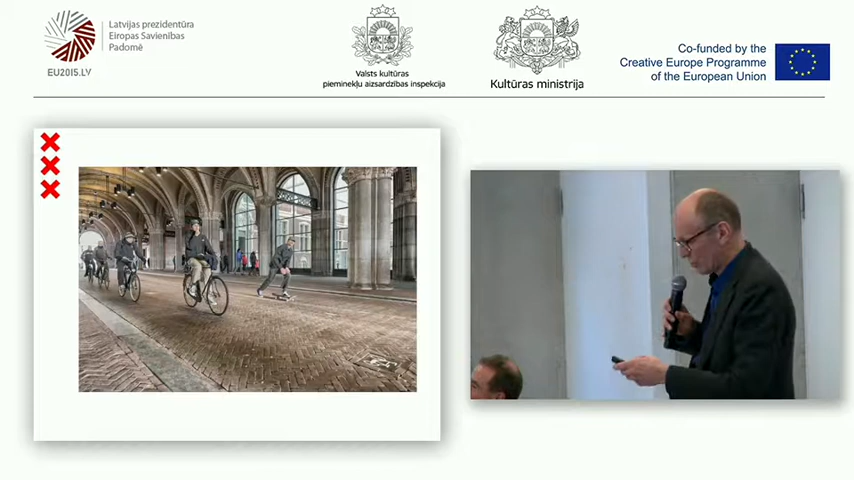 Latvijas prezidentūra
Eiropas Savienības
Padomē
EU2015.LV
Valsts kultūras
pieminekļu aizsardzības inspekcija
Kultūras ministrija
Co-funded by the
Creative Europe Programme
of the European Union